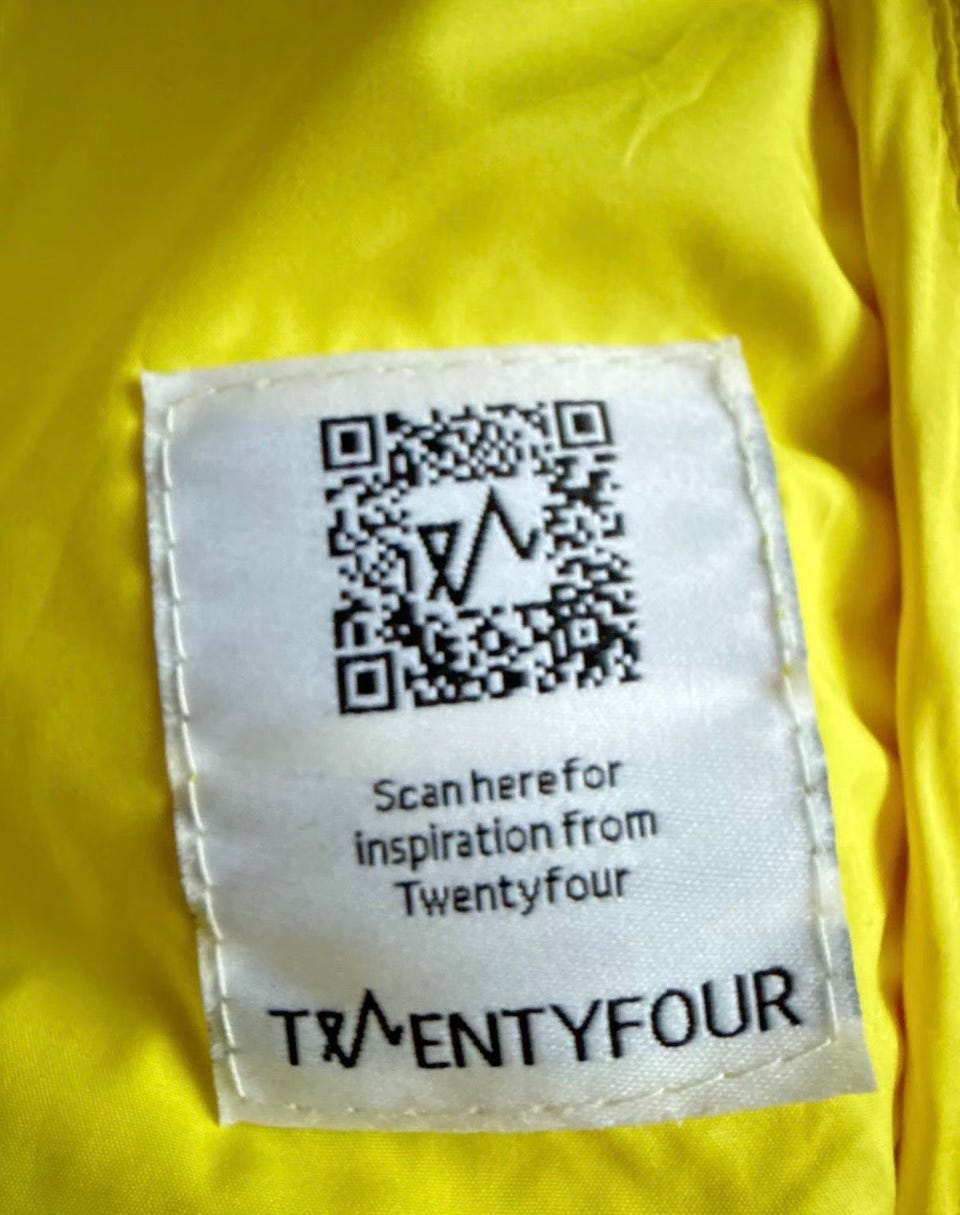 Scan here for
inspiration from
Twentyfour
TWENTYFOUR